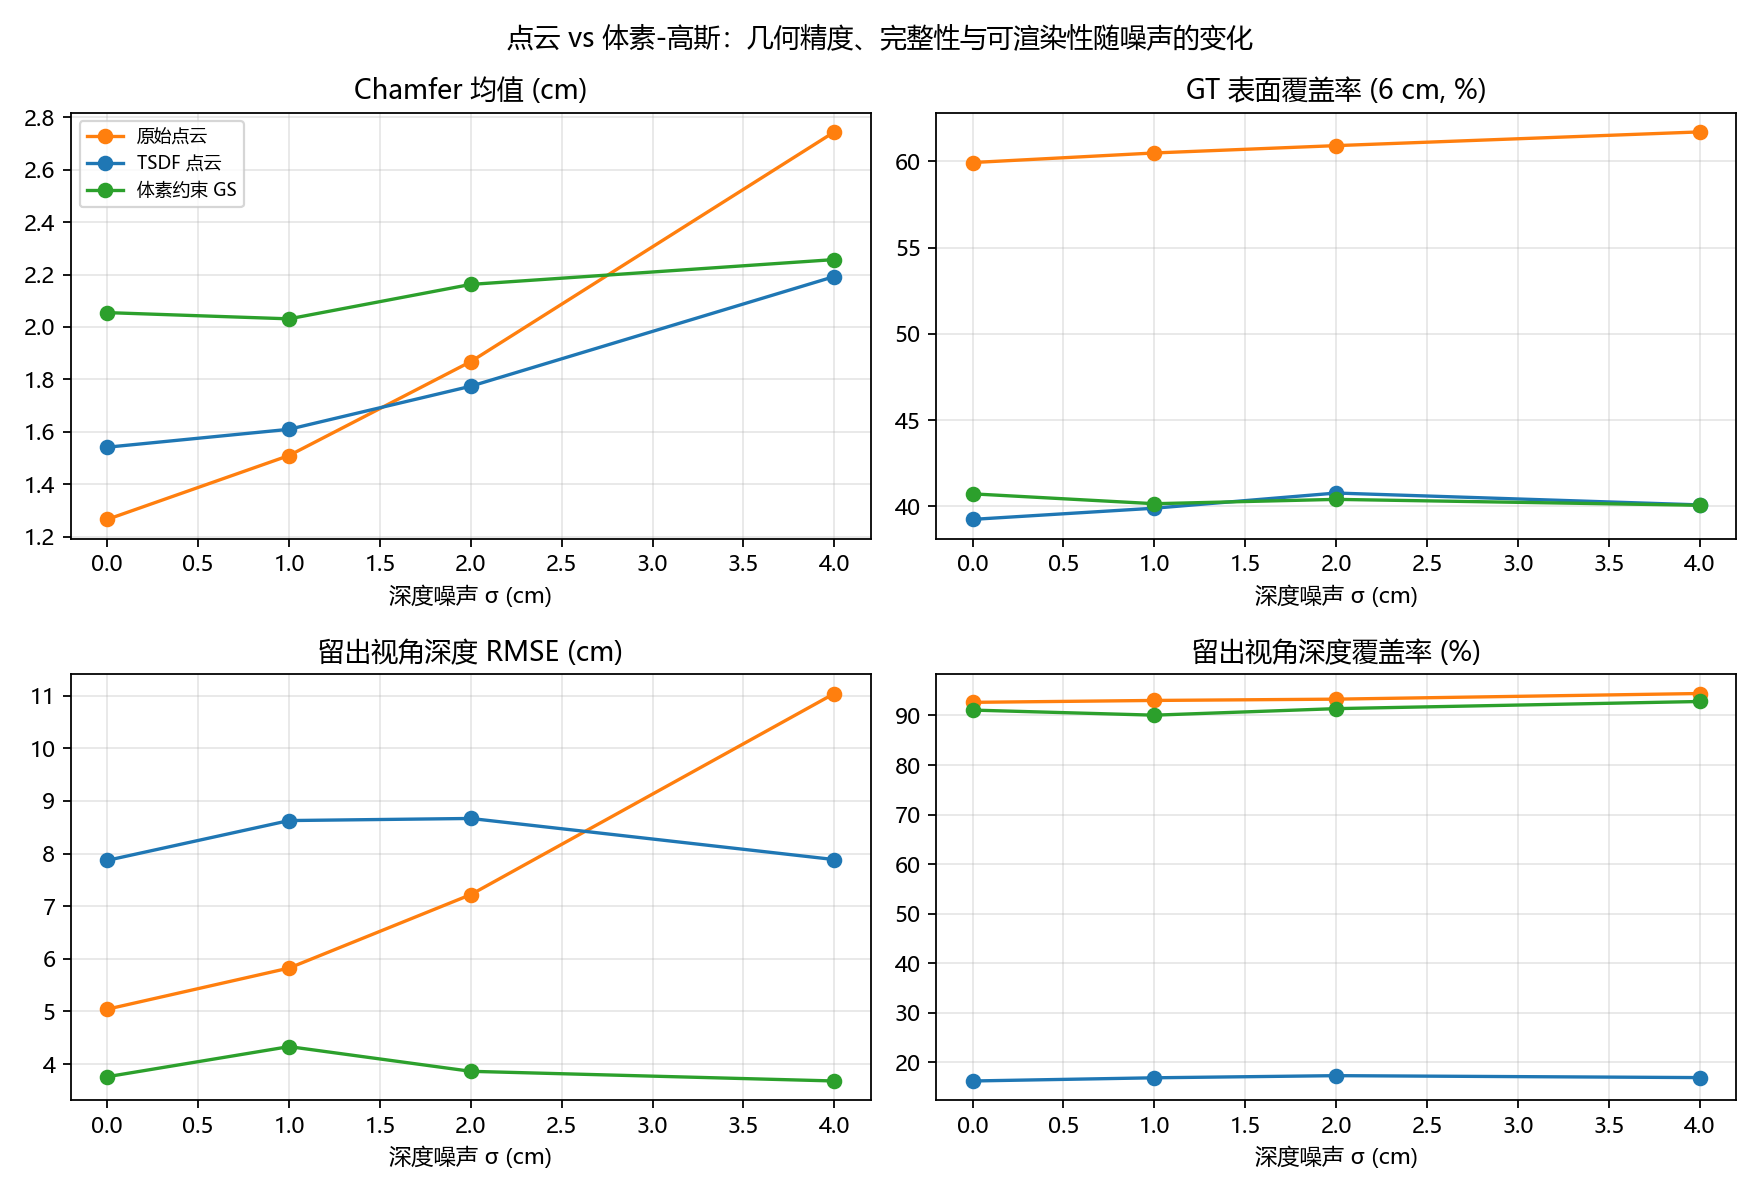 点云 vs 体素-高斯：几何精度、完整性与可渲染性随噪声的变化
Chamfer 均值 (cm)
2.8
2.6
2.4
2.2
2.0
1.8
1.6
1.4
1.2
原始点云
TSDF 点云
体素约束 GS
0.0 0.5 1.0 1.5 2.0 2.5 3.0 3.5 4.0
深度噪声 σ (cm)
GT 表面覆盖率 (6 cm, %)
60
55
50
45
40
0.0 0.5 1.0 1.5 2.0 2.5 3.0 3.5 4.0
深度噪声 σ (cm)
留出视角深度 RMSE (cm)
11
10
9
8
7
6
5
4
0.0 0.5 1.0 1.5 2.0 2.5 3.0 3.5 4.0
深度噪声 σ (cm)
留出视角深度覆盖率 (%)
90
80
70
60
50
40
30
20
0.0 0.5 1.0 1.5 2.0 2.5 3.0 3.5 4.0
深度噪声 σ (cm)